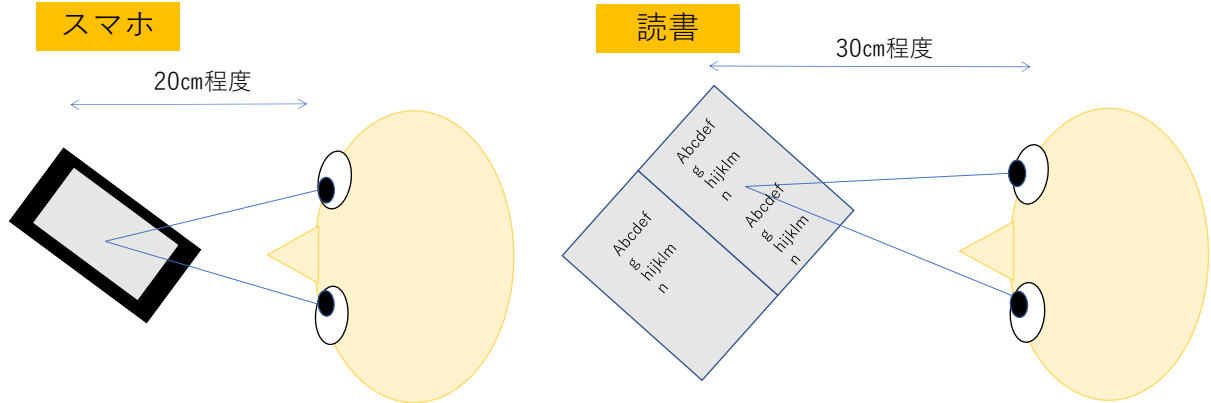 スマホ
20㎝程度
読書
30㎝程度
Abcdef
g
hijklm
n
Abcdef
g
hijklm
n
Abcdef
g
hijklm
n